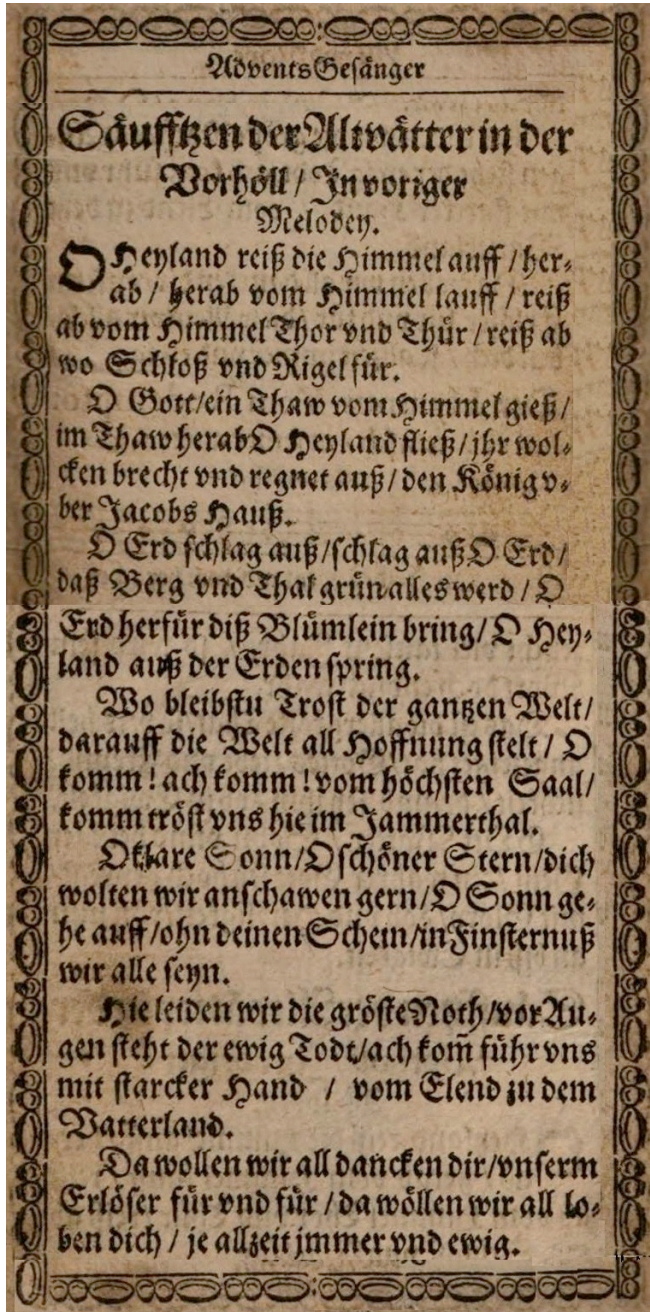 AdventsGesänger
Säufftzen der Altvätter in der
Vorhöll / In voriger
Melodey.
O Heyland reiß die Himmel auff / her⸗
ab / herab vom Himmel lauff / reiß
ab vom Himmel Thor vnd Thür / reiß ab
wo Schloß vnd Rigel für.
O Gott/ein Thaw vom Himmel gieß/
im Thaw herab O Heyland fließ/jhr wol⸗
cken brecht vnd regnet auß/den König v⸗
ber Jacobs Hauß.
O Erd schlag auß/schlag auß O Erd/
daß Berg vnd Thal grün alles werd / O
Erd herfür diß Blümlein bring/O Hey⸗
land auß der Erden spring.
Wo bleibstu Trost der gantzen Welt/
darauff die Welt all Hoffnung stelt / O
komm! ach komm! vom höchsten Saal/
komm tröst vns hie im Jammerthal.
O klare Sonn/O schöner Stern/dich
wolten wir anschawen gern/O Sonn ge⸗
he auff/ohn deinen Schein/in Finsternuß
wir alle seyn.
Hie leiden wir die gröste Noth/vor Au⸗
gen steht der ewig Todt/ach kom̃ führ vns
mit starcker Hand / vom Elend zu dem
Vatterland.
Da wollen wir all dancken dir/vnserm
Erlöser für vnd für / da wöllen wir all lo⸗
ben dich / je allzeit jmmer vnd ewig.